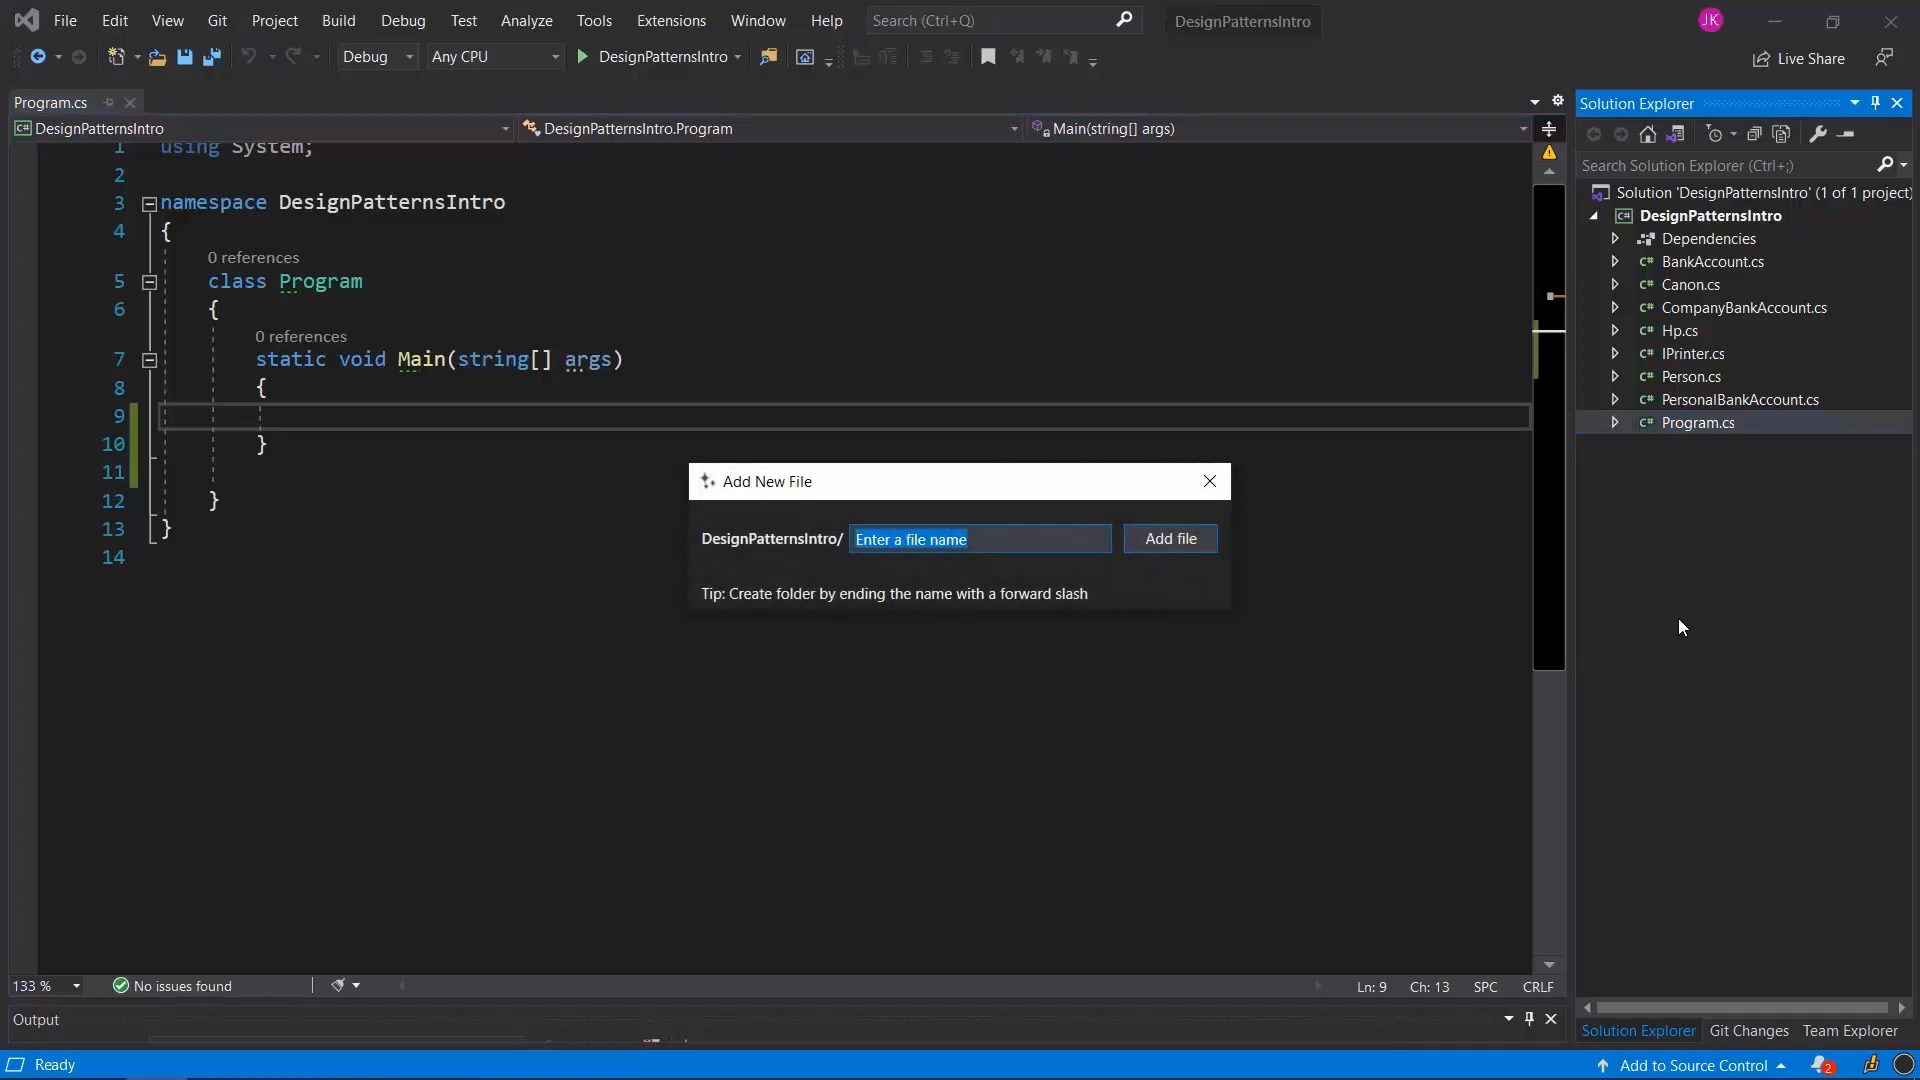 File Edit View Git Project Build Debug Test Analyze Tools Extensions Window Help Search (Ctrl+Q) DesignPatternsIntro JK
Debug Any CPU DesignPatternsIntro Live Share
Program.cs
DesignPatternsIntro DesignPatternsIntro.Program Main(string[] args)
1 using System;
2
3 namespace DesignPatternsIntro
4 {
0 references
5 class Program
6 {
0 references
7 static void Main(string[] args)
8 {
9
10 }
11
12 }
13 }
14
Add New File
DesignPatternsIntro/ Enter a file name Add file
Tip: Create folder by ending the name with a forward slash
Solution Explorer
Search Solution Explorer (Ctrl+;)
Solution 'DesignPatternsIntro' (1 of 1 project)
C# DesignPatternsIntro
Dependencies
C# BankAccount.cs
C# Canon.cs
C# CompanyBankAccount.cs
C# Hp.cs
C# IPrinter.cs
C# Person.cs
C# PersonalBankAccount.cs
C# Program.cs
133 % No issues found Ln: 9 Ch: 13 SPC CRLF
Output
Solution Explorer Git Changes Team Explorer
Ready Add to Source Control 2